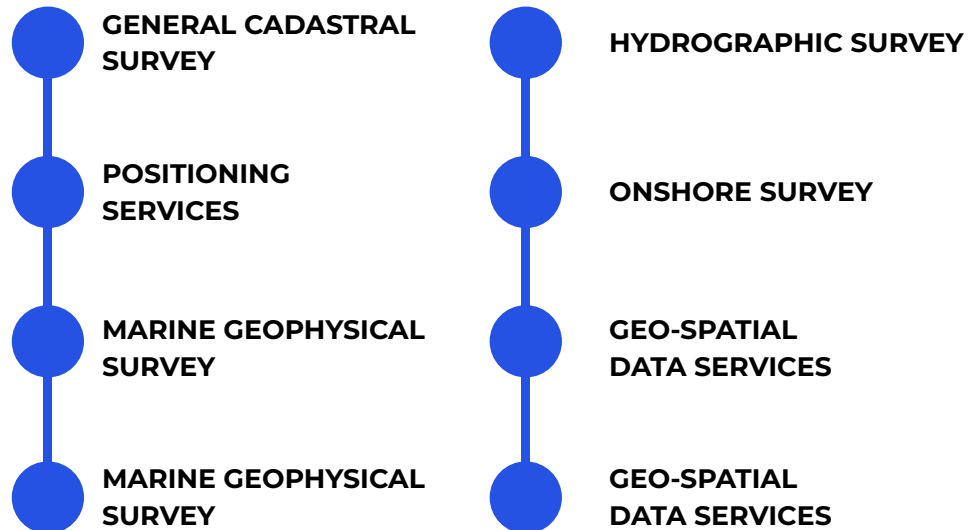 GENERAL CADASTRAL
SURVEY
POSITIONING
SERVICES
MARINE GEOPHYSICAL
SURVEY
MARINE GEOPHYSICAL
SURVEY
HYDROGRAPHIC SURVEY
ONSHORE SURVEY
GEO-SPATIAL
DATA SERVICES
GEO-SPATIAL
DATA SERVICES